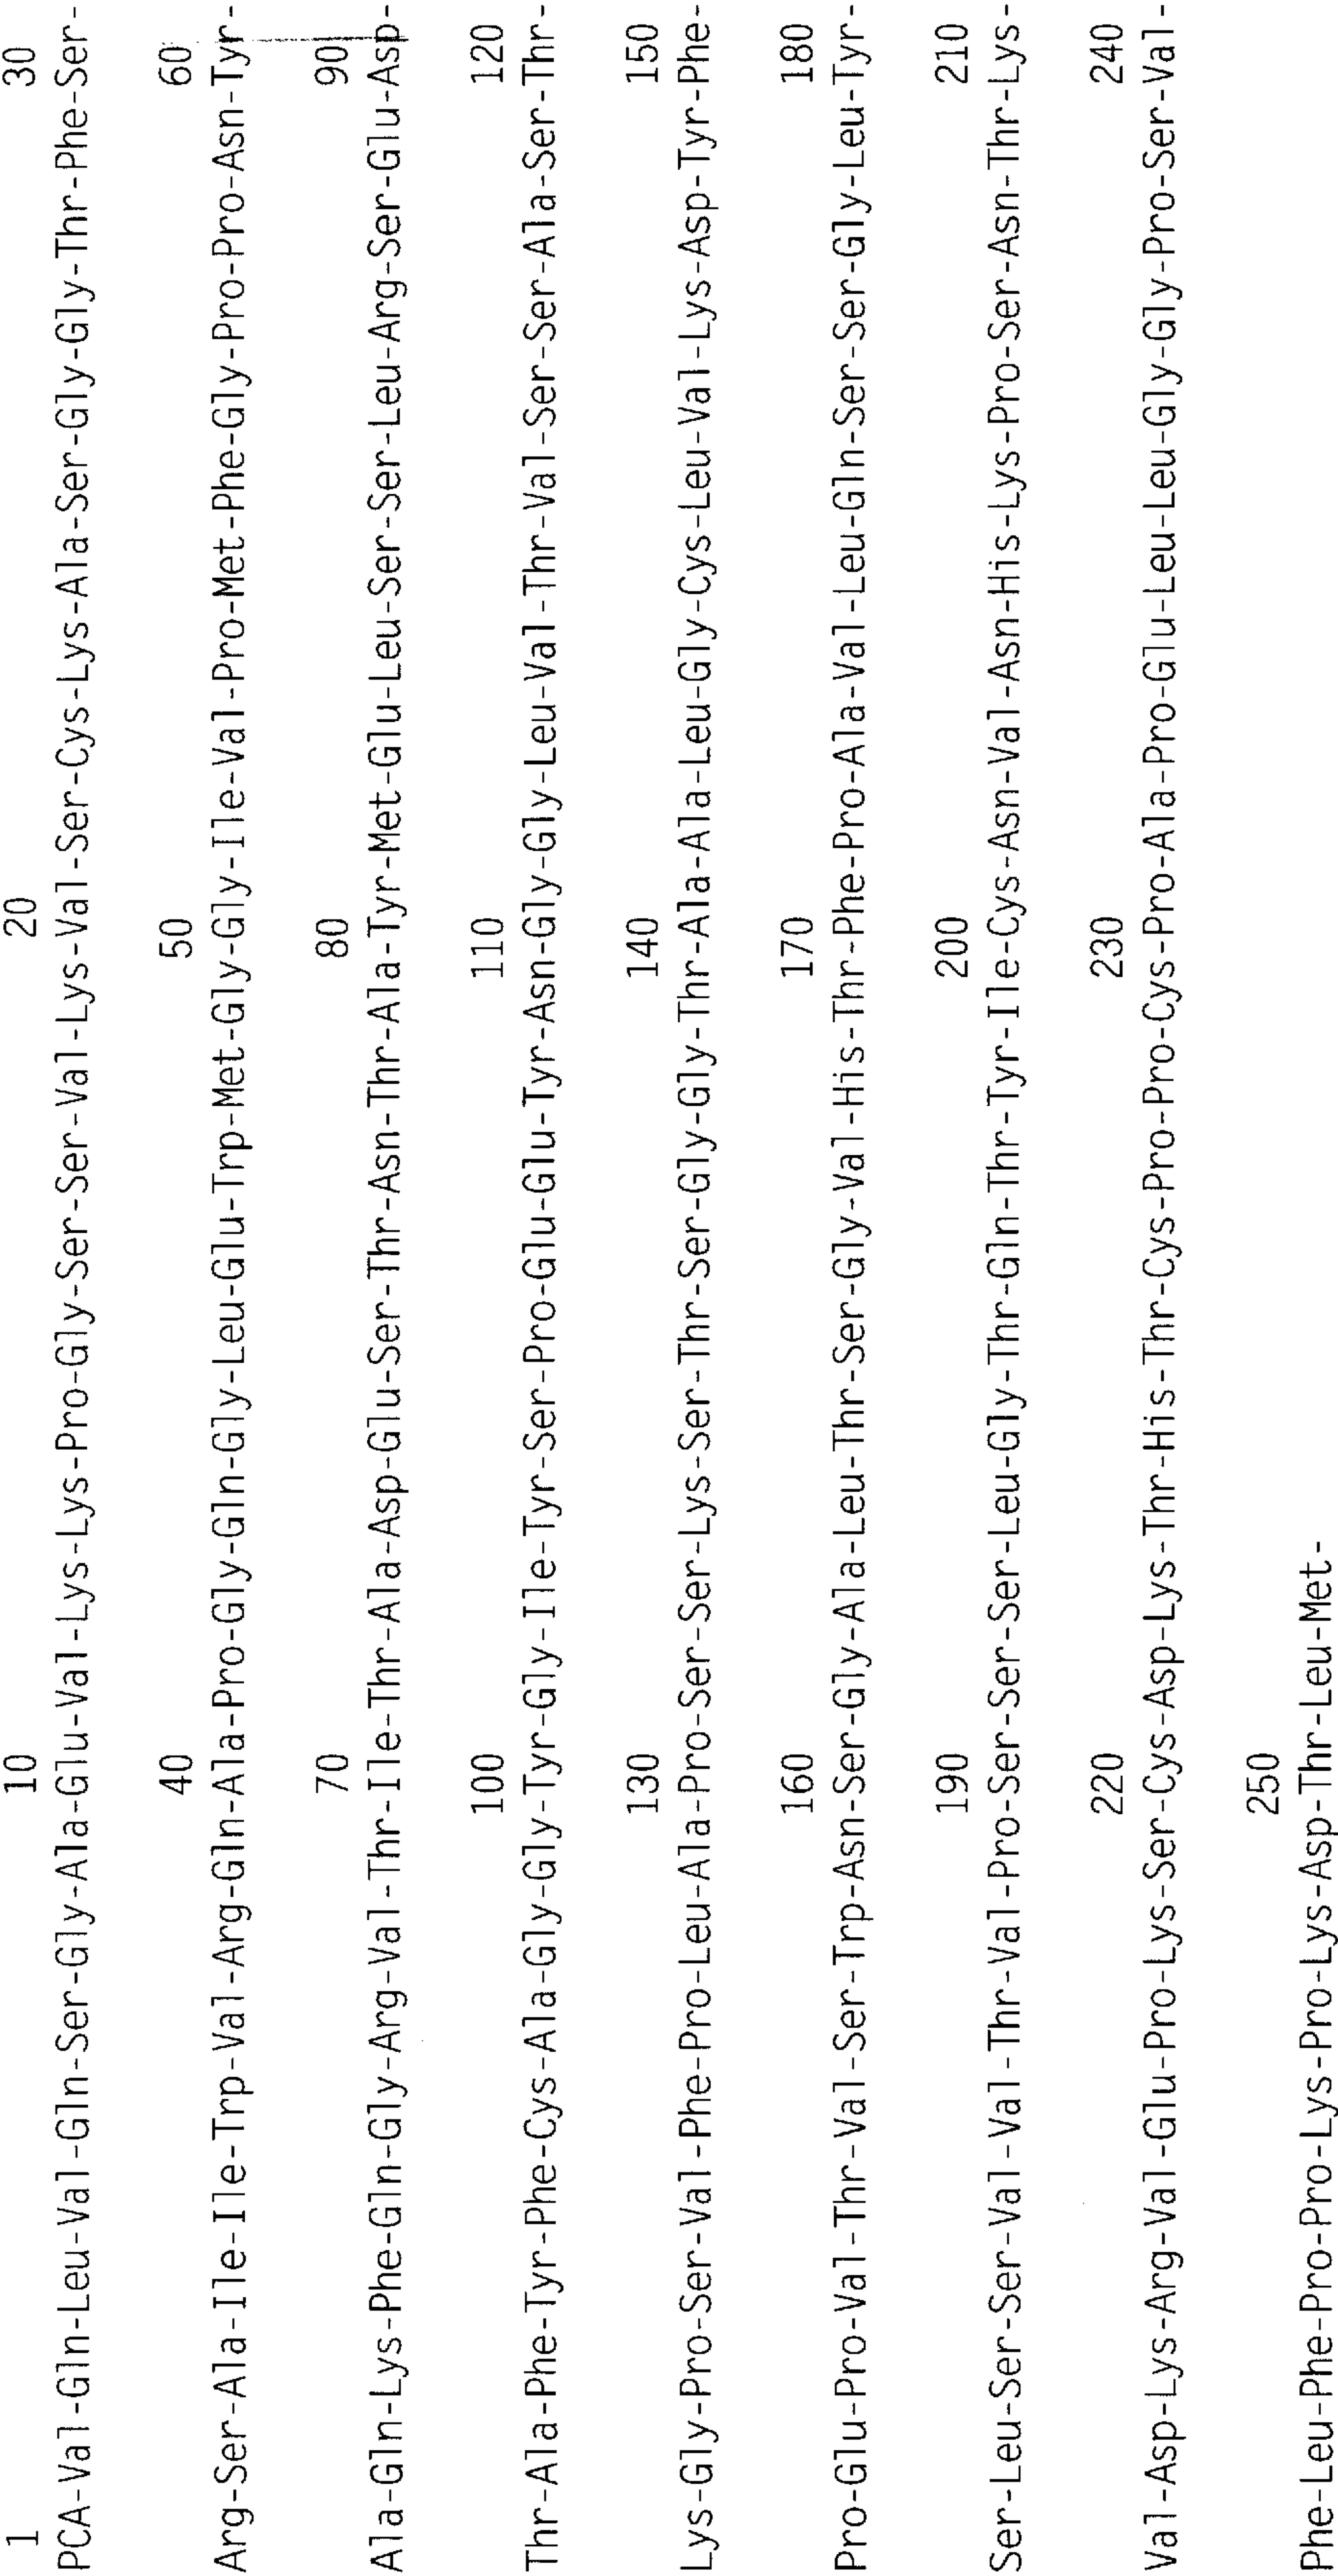 1 10 20 30
PCA-Val-Gln-Leu-Val-Gln-Ser-Gly-Ala-Glu-Val-Lys-Lys-Pro-Gly-Ser-Ser-Val-Lys-Val-Ser-Cys-Lys-Ala-Ser-Gly-Gly-Thr-Phe-Ser-
40 50 60
Arg-Ser-Ala-Ile-Ile-Trp-Val-Arg-Gln-Ala-Pro-Gly-Gln-Gly-Leu-Glu-Trp-Met-Gly-Gly-Ile-Val-Pro-Met-Phe-Gly-Pro-Pro-Asn-Tyr-
70 80 90
Ala-Gln-Lys-Phe-Gln-Gly-Arg-Val-Thr-Ile-Thr-Ala-Asp-Glu-Ser-Thr-Asn-Thr-Ala-Tyr-Met-Glu-Leu-Ser-Ser-Leu-Arg-Ser-Glu-Asp-
100 110 120
Thr-Ala-Phe-Tyr-Phe-Cys-Ala-Gly-Gly-Tyr-Gly-Ile-Tyr-Ser-Pro-Glu-Glu-Tyr-Asn-Gly-Gly-Leu-Val-Thr-Val-Ser-Ser-Ala-Ser-Thr-
130 140 150
Lys-Gly-Pro-Ser-Val-Phe-Pro-Leu-Ala-Pro-Ser-Ser-Lys-Ser-Thr-Ser-Gly-Gly-Thr-Ala-Ala-Leu-Gly-Cys-Leu-Val-Lys-Asp-Tyr-Phe-
160 170 180
Pro-Glu-Pro-Val-Thr-Val-Ser-Trp-Asn-Ser-Gly-Ala-Leu-Thr-Ser-Gly-Val-His-Thr-Phe-Pro-Ala-Val-Leu-Gln-Ser-Ser-Gly-Leu-Tyr-
190 200 210
Ser-Leu-Ser-Ser-Val-Val-Thr-Val-Pro-Ser-Ser-Ser-Leu-Gly-Thr-Gln-Thr-Tyr-Ile-Cys-Asn-Val-Asn-His-Lys-Pro-Ser-Asn-Thr-Lys-
220 230 240
Val-Asp-Lys-Arg-Val-Glu-Pro-Lys-Ser-Cys-Asp-Lys-Thr-His-Thr-Cys-Pro-Pro-Cys-Pro-Ala-Pro-Glu-Leu-Leu-Gly-Gly-Pro-Ser-Val-
250
Phe-Leu-Phe-Pro-Pro-Lys-Pro-Lys-Asp-Thr-Leu-Met-